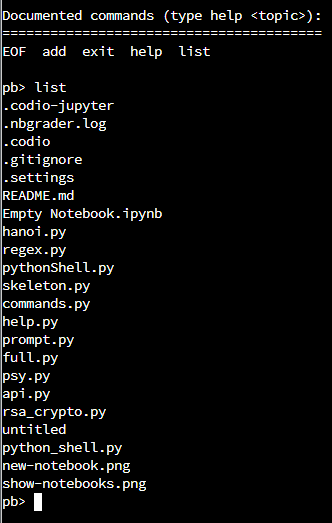 Documented commands (type help <topic>):
========================================
EOF  add  exit  help  list
pb> list
.codio-jupyter
.nbgrader.log
.codio
.gitignore
.settings
README.md
Empty Notebook.ipynb
hanoi.py
regex.py
pythonShell.py
skeleton.py
commands.py
help.py
prompt.py
full.py
psy.py
api.py
rsa_crypto.py
untitled
python_shell.py
new-notebook.png
show-notebooks.png
pb>